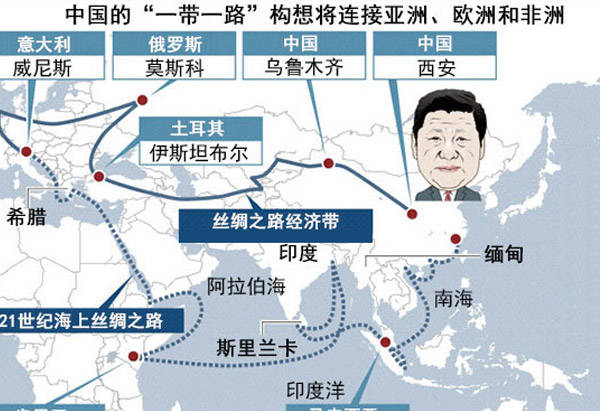 中国的“一带一路”构想将连接亚洲、欧洲和非洲
意大利
威尼斯
俄罗斯
莫斯科
中国
乌鲁木齐
中国
西安
土耳其
伊斯坦布尔
希腊
丝绸之路经济带
印度
缅甸
阿拉伯海
南海
21世纪海上丝绸之路
斯里兰卡
印度洋